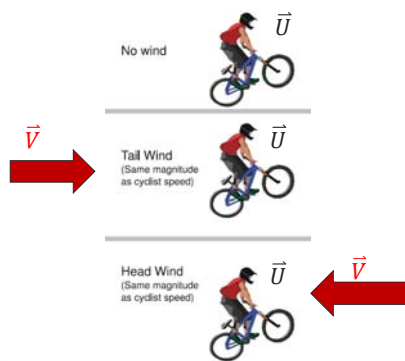 No wind
U⃗
V⃗
Tail Wind
(Same magnitude
as cyclist speed)
U⃗
Head Wind
(Same magnitude
as cyclist speed)
U⃗
V⃗